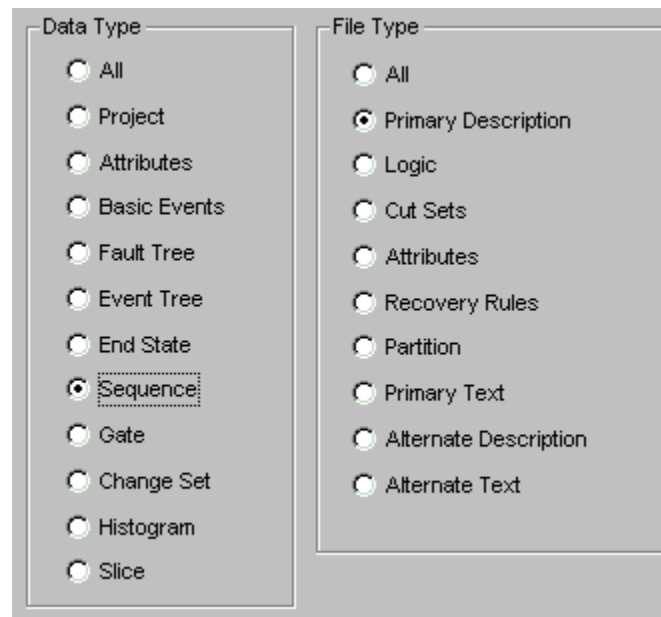 Data Type
All
Project
Attributes
Basic Events
Fault Tree
Event Tree
End State
Sequence
Gate
Change Set
Histogram
Slice
File Type
All
Primary Description
Logic
Cut Sets
Attributes
Recovery Rules
Partition
Primary Text
Alternate Description
Alternate Text